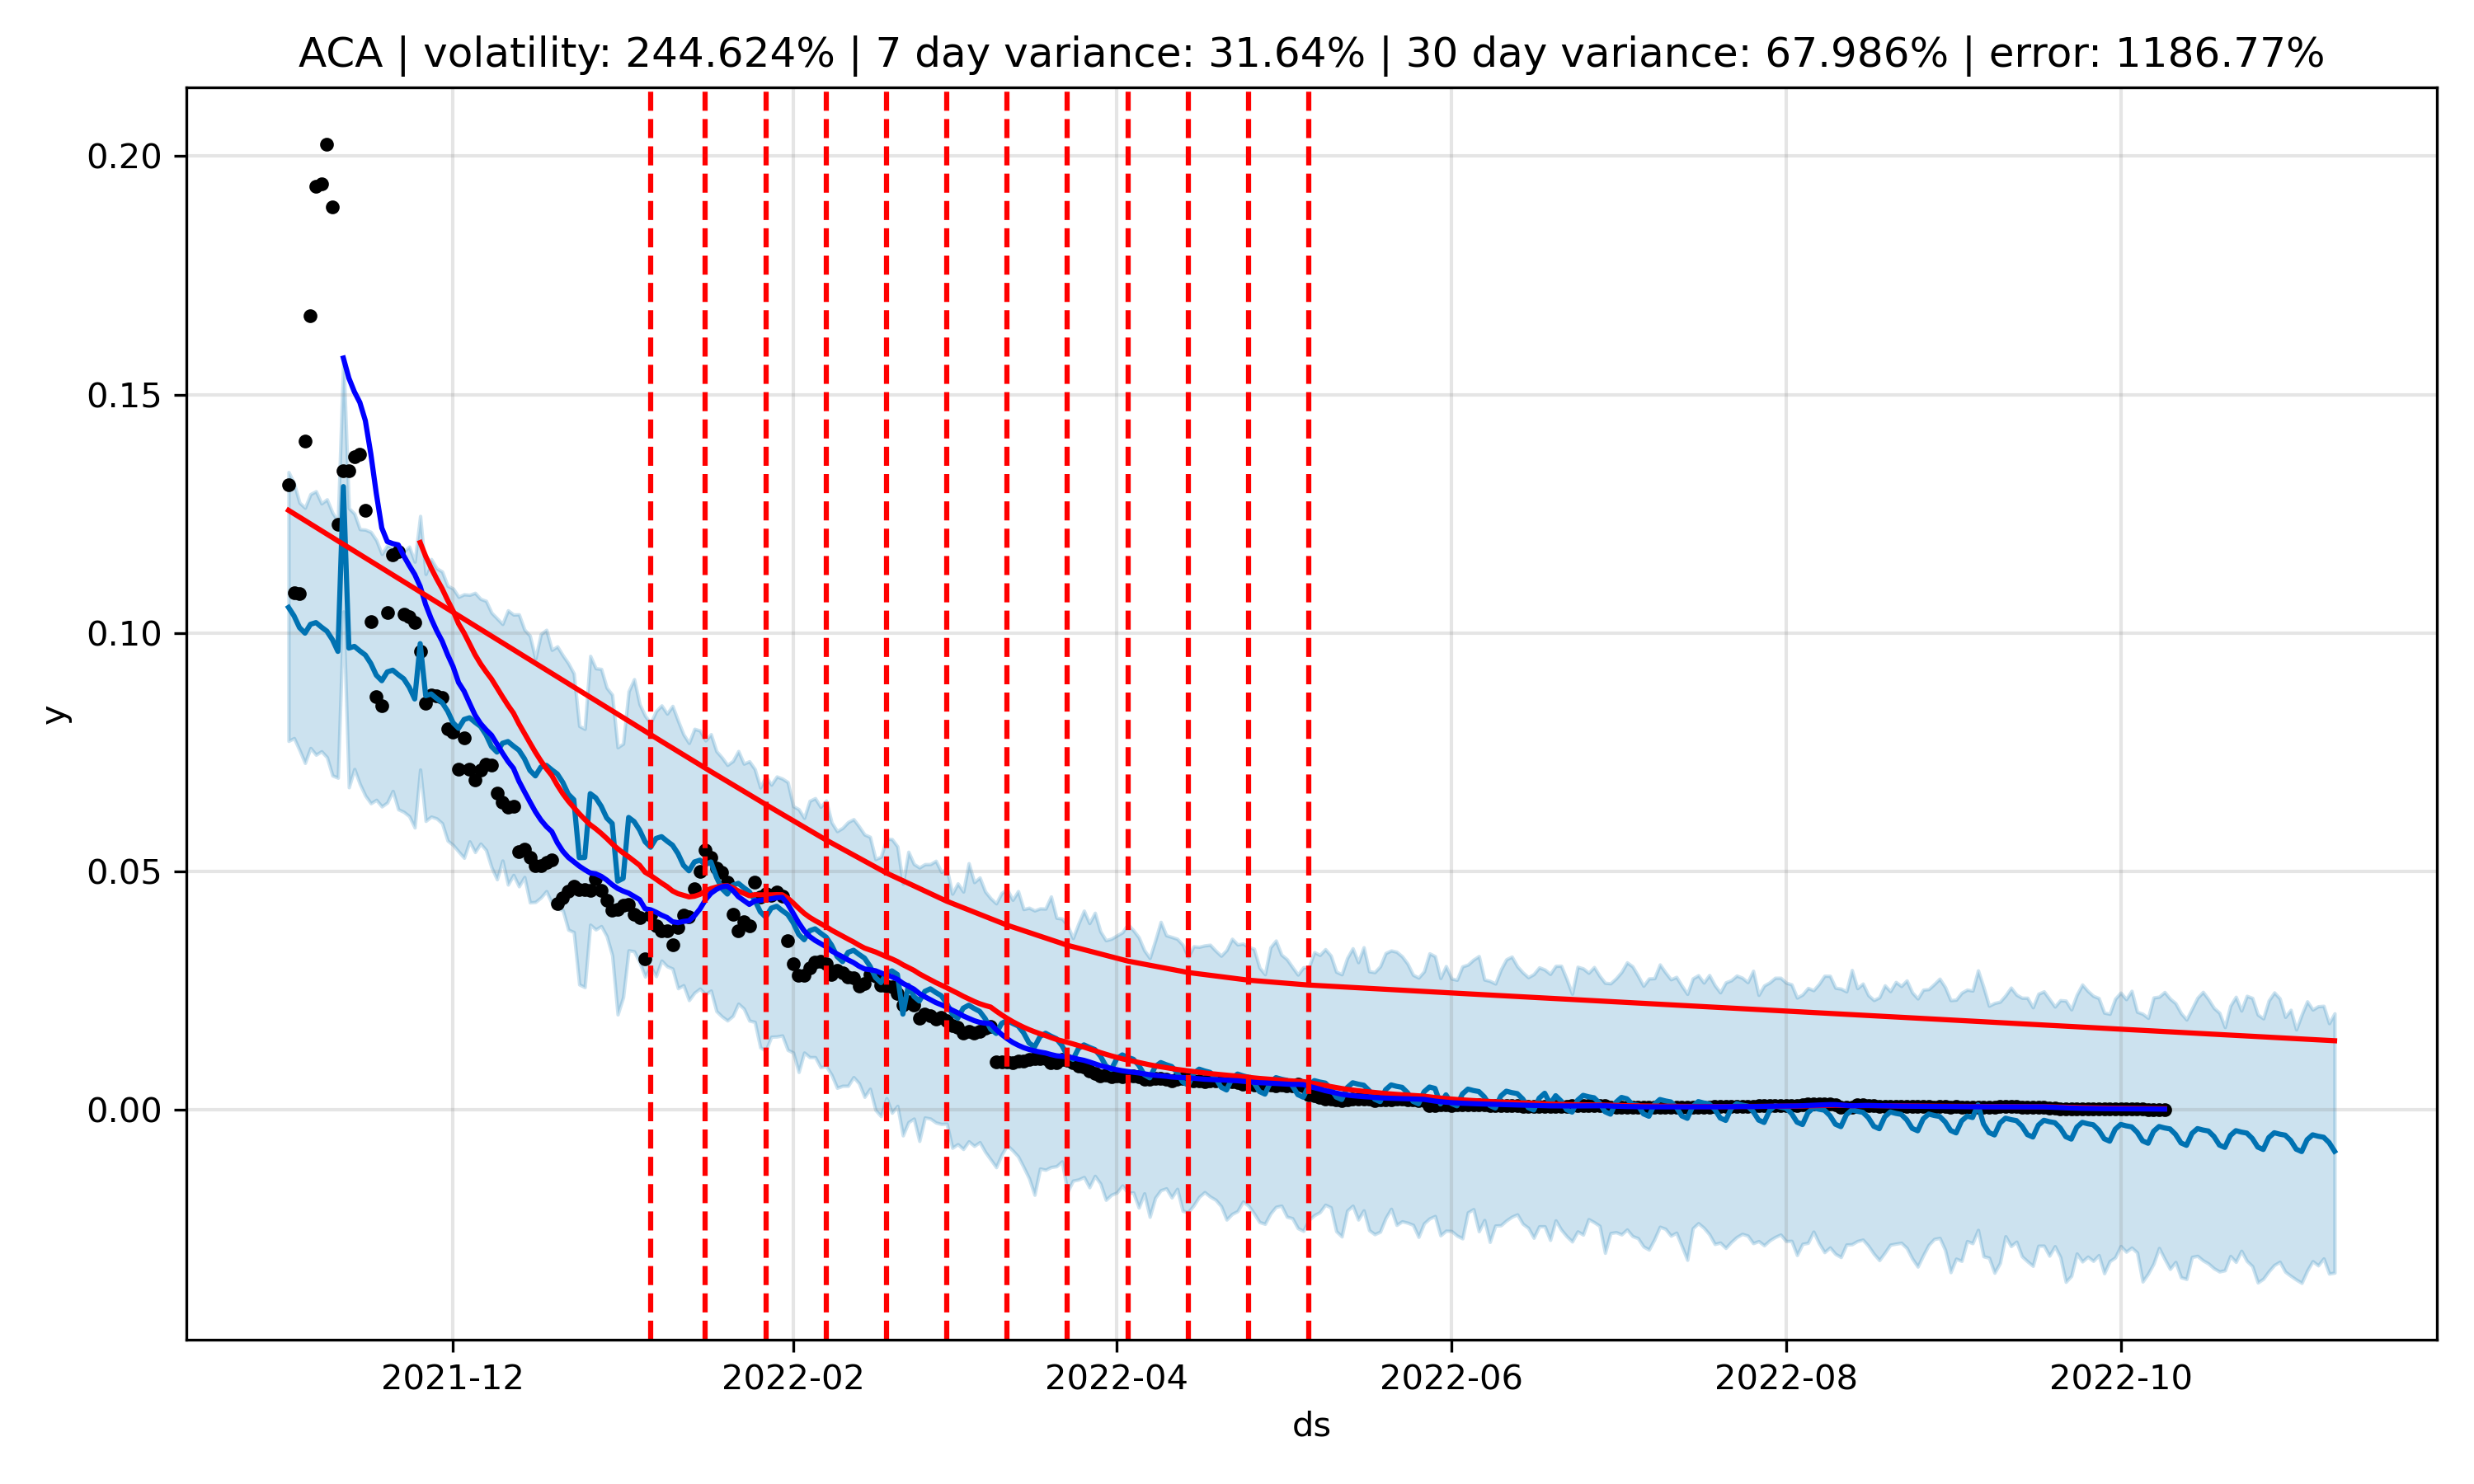 ACA | volatility: 244.624% | 7 day variance: 31.64% | 30 day variance: 67.986% | error: 1186.77%
0.20
0.15
0.10
0.05
0.00
y
2021-12 2022-02 2022-04 2022-06 2022-08 2022-10
ds